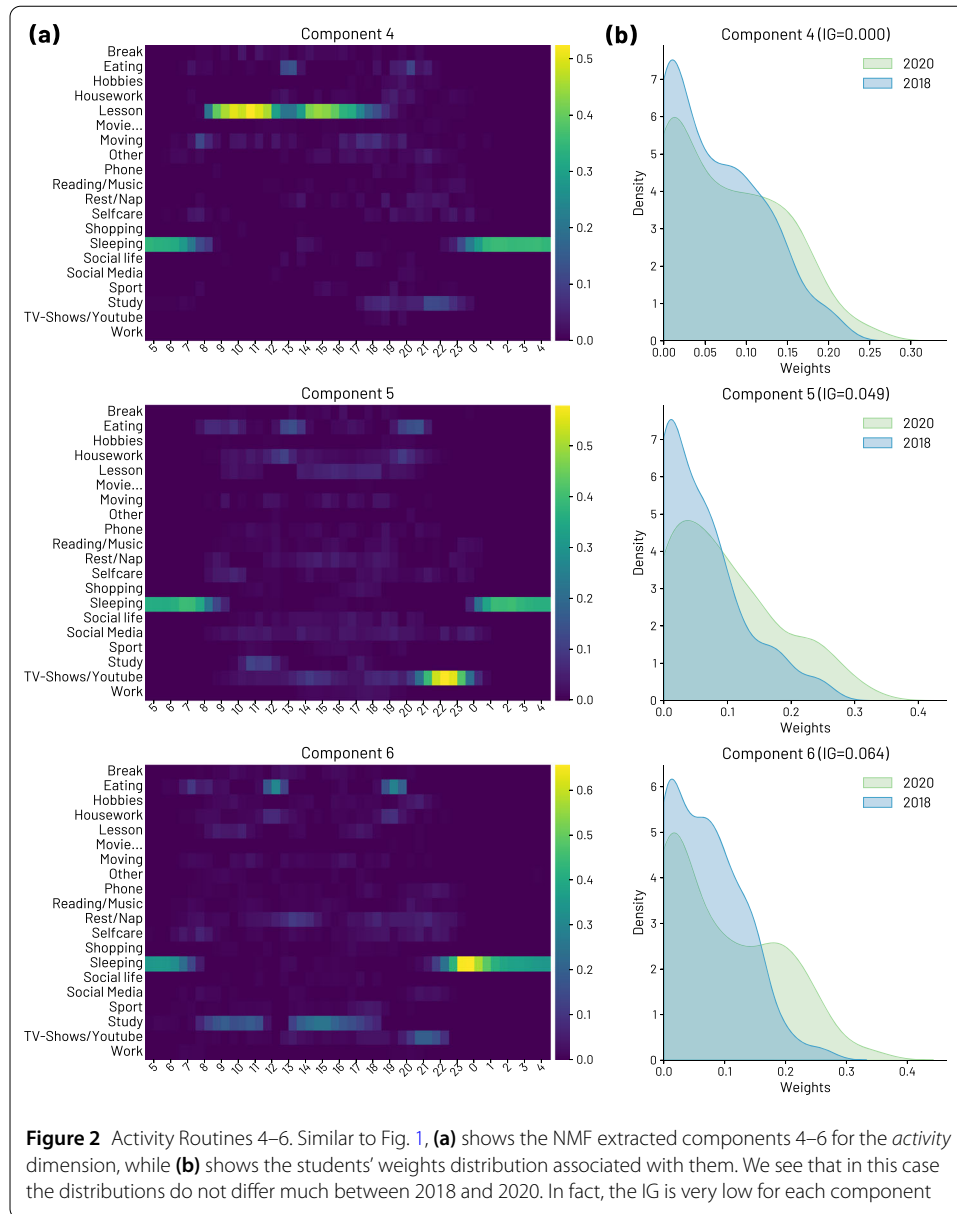 (a)
Component 4
Break
Eating
Hobbies
Housework
Lesson
Movie...
Moving
Other
Phone
Reading/Music
Rest/Nap
Selfcare
Shopping
Sleeping
Social life
Social Media
Sport
Study
TV-Shows/Youtube
Work
5 6 7 8 9 10 11 12 13 14 15 16 17 18 19 20 21 22 23 0 1 2 3 4
0.5
0.4
0.3
0.2
0.1
0.0
(b)
Component 4 (IG=0.000)
2020
2018
Density
7
6
5
4
3
2
1
0
0.00 0.05 0.10 0.15 0.20 0.25 0.30
Weights
Component 5
Break
Eating
Hobbies
Housework
Lesson
Movie...
Moving
Other
Phone
Reading/Music
Rest/Nap
Selfcare
Shopping
Sleeping
Social life
Social Media
Sport
Study
TV-Shows/Youtube
Work
5 6 7 8 9 10 11 12 13 14 15 16 17 18 19 20 21 22 23 0 1 2 3 4
0.5
0.4
0.3
0.2
0.1
0.0
Component 5 (IG=0.049)
2020
2018
Density
7
6
5
4
3
2
1
0
0.0 0.1 0.2 0.3 0.4
Weights
Component 6
Break
Eating
Hobbies
Housework
Lesson
Movie...
Moving
Other
Phone
Reading/Music
Rest/Nap
Selfcare
Shopping
Sleeping
Social life
Social Media
Sport
Study
TV-Shows/Youtube
Work
5 6 7 8 9 10 11 12 13 14 15 16 17 18 19 20 21 22 23 0 1 2 3 4
0.6
0.5
0.4
0.3
0.2
0.1
0.0
Component 6 (IG=0.064)
2020
2018
Density
6
5
4
3
2
1
0
0.0 0.1 0.2 0.3 0.4
Weights
Figure 2 Activity Routines 4–6. Similar to Fig. 1, (a) shows the NMF extracted components 4–6 for the activity
dimension, while (b) shows the students' weights distribution associated with them. We see that in this case
the distributions do not differ much between 2018 and 2020. In fact, the IG is very low for each component